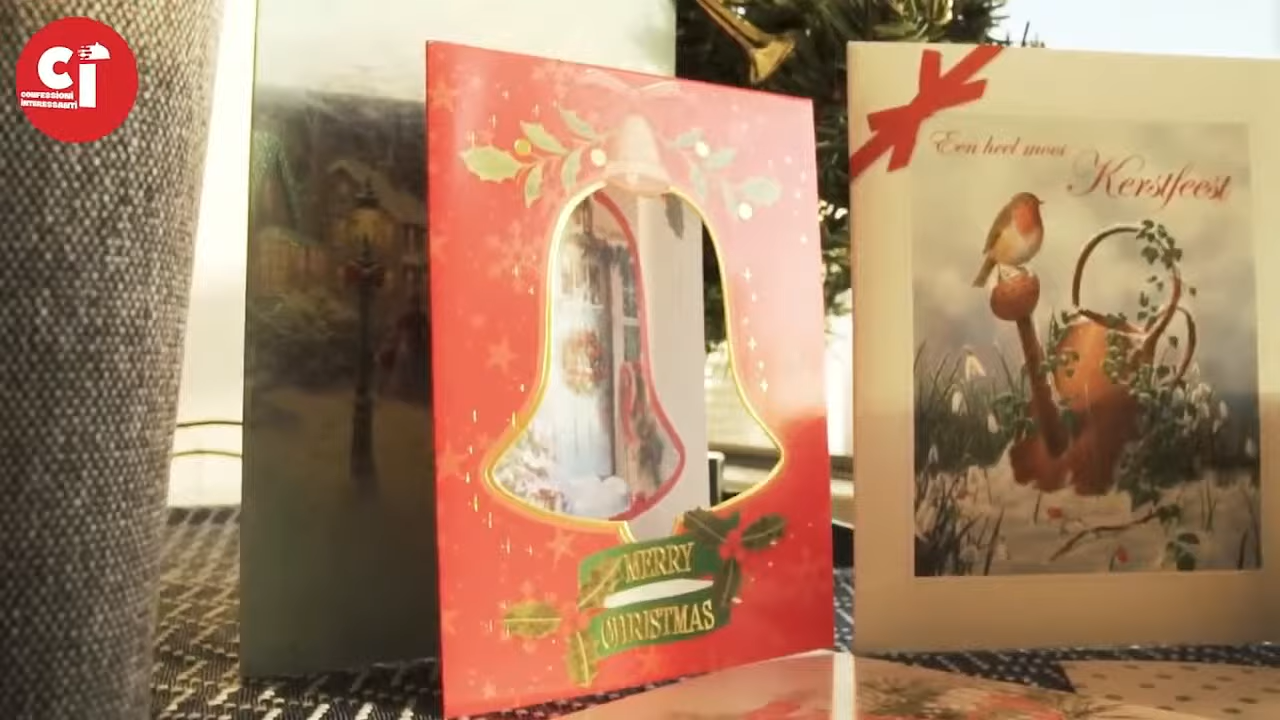 CI
CONFESSIONI
INTERESSANTI
MERRY
CHRISTMAS
Een heel mooi
Kerstfeest